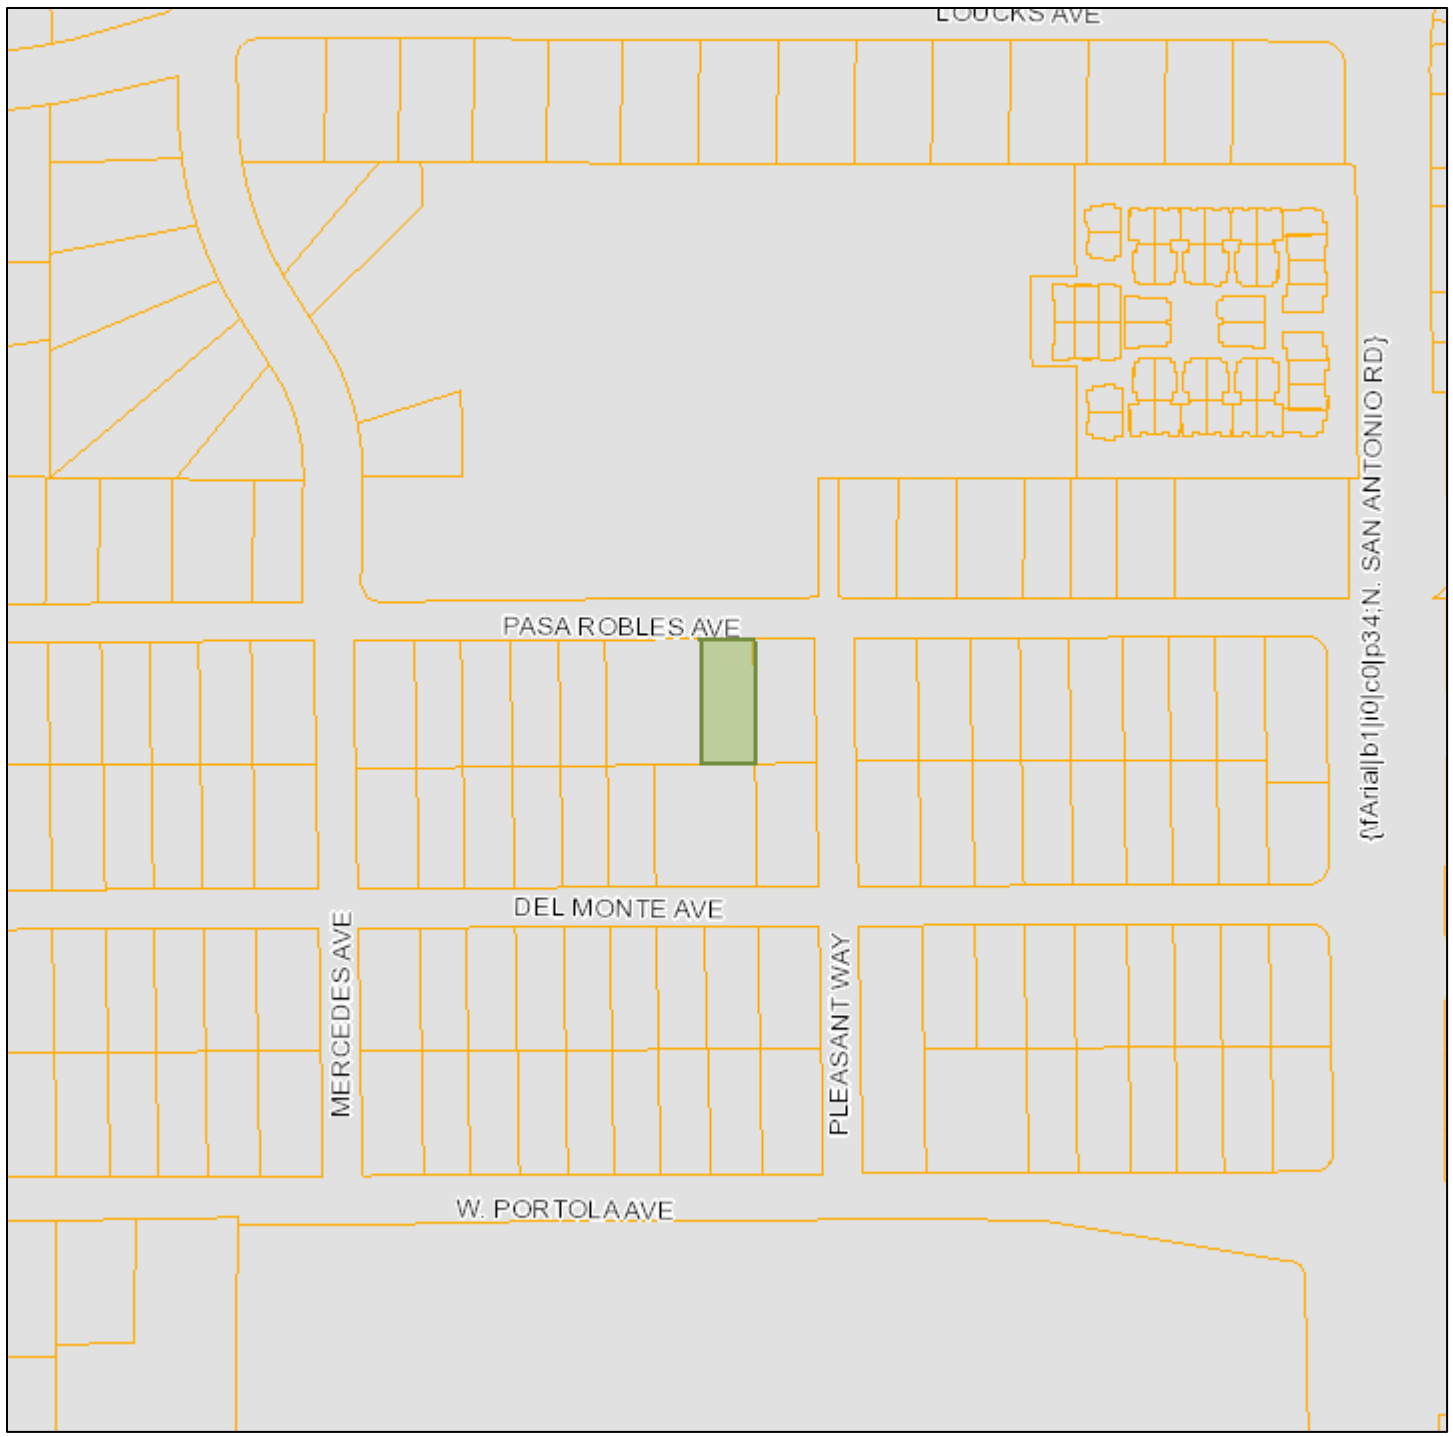 LOUCKS AVE
{\fArial|b1|i0|c0|p34;N. SAN ANTONIO RD}
PASA ROBLES AVE
DEL MONTE AVE
MERCEDES AVE
PLEASANT WAY
W. PORTOLA AVE